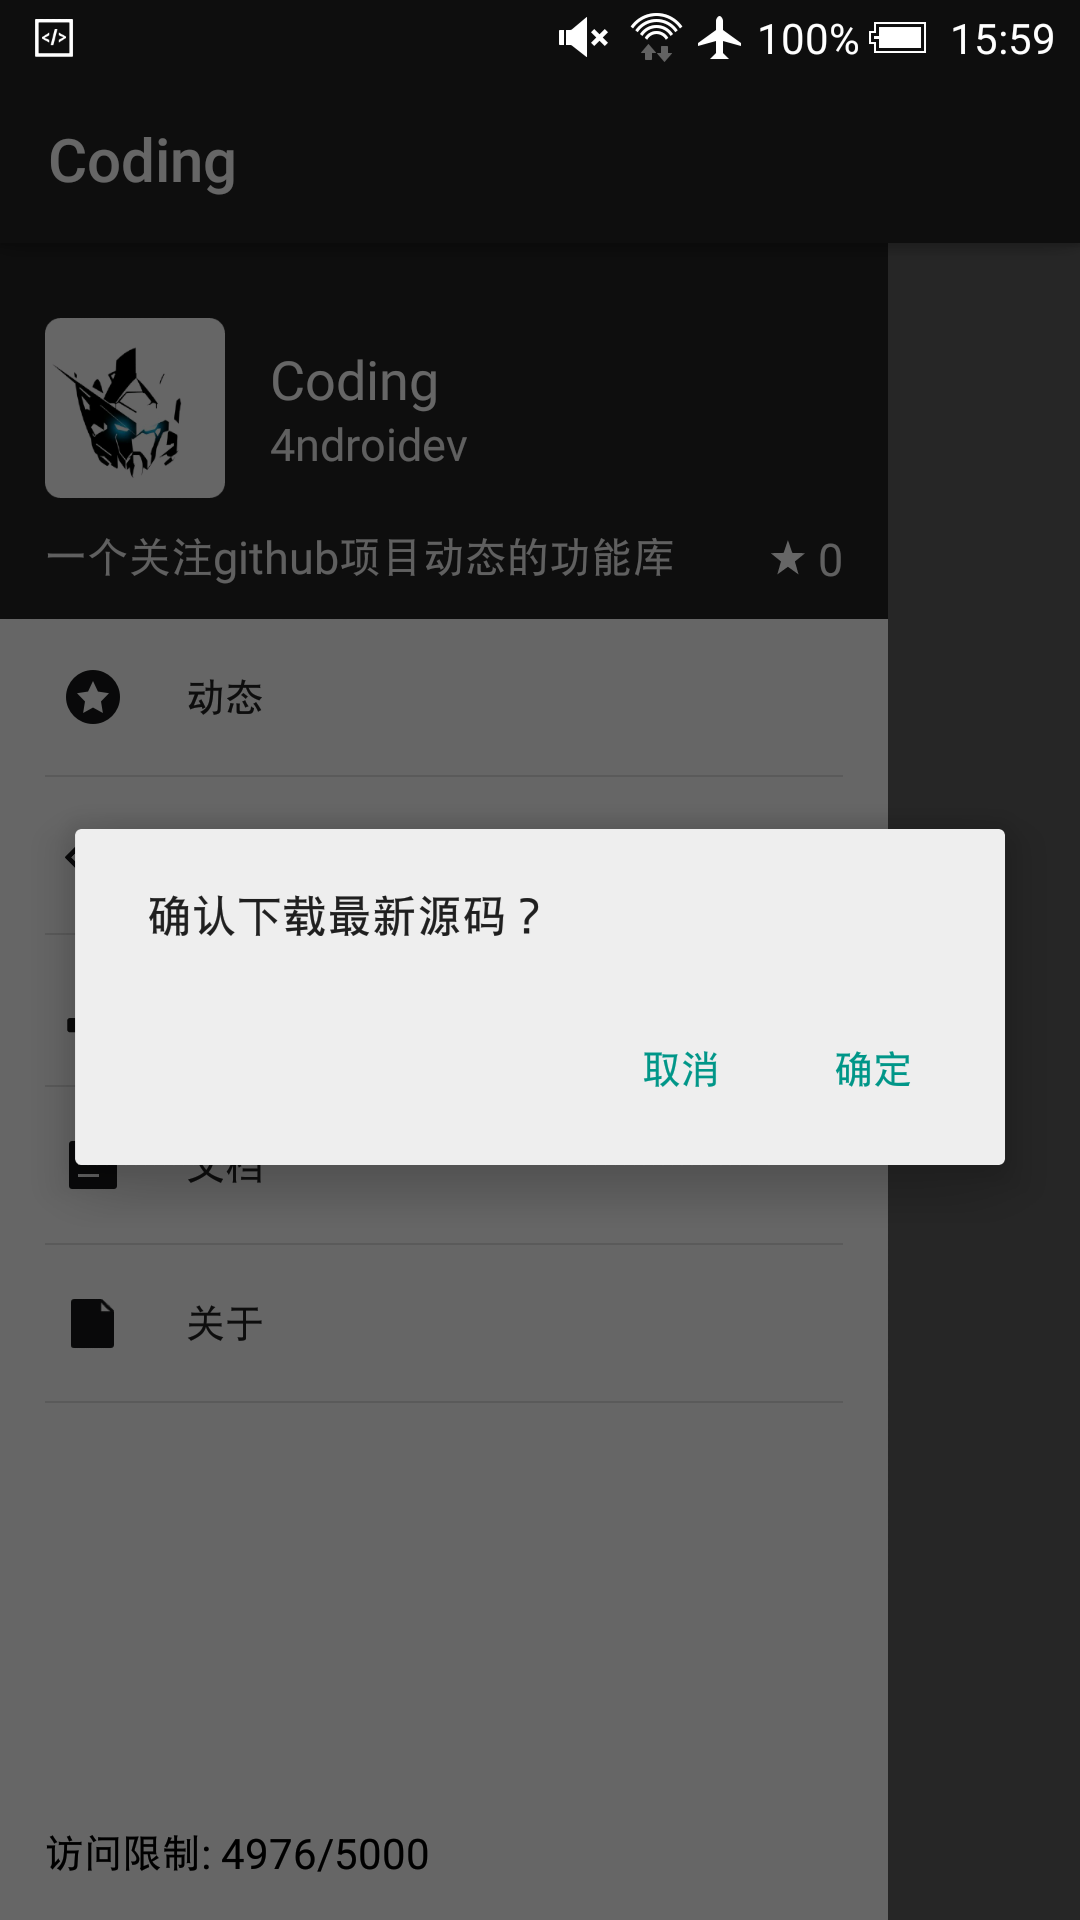 100% 15:59
Coding
Coding
4ndroidev
一个关注github项目动态的功能库 ★ 0
动态
确认下载最新源码？
取消 确定
文档
关于
访问限制: 4976/5000